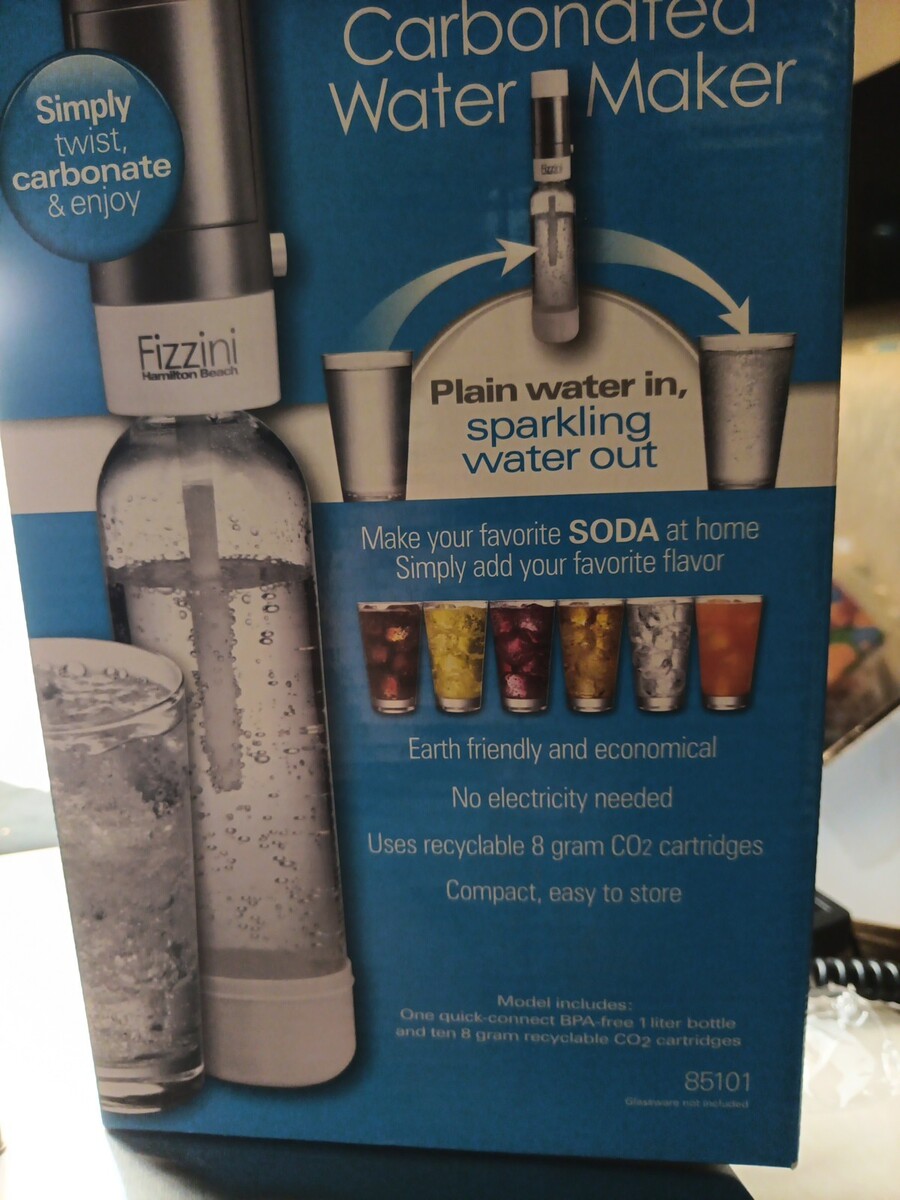 Carbonated
Water Maker
Simply
twist,
carbonate
& enjoy
Fizzini
Fizzini
Hamilton Beach
Plain water in,
sparkling
water out
Make your favorite SODA at home
Simply add your favorite flavor
Earth friendly and economical
No electricity needed
Uses recyclable 8 gram CO2 cartridges
Compact, easy to store
Model includes:
One quick-connect BPA-free 1 liter bottle
and ten 8 gram recyclable CO2 cartridges
85101
Glassware not included